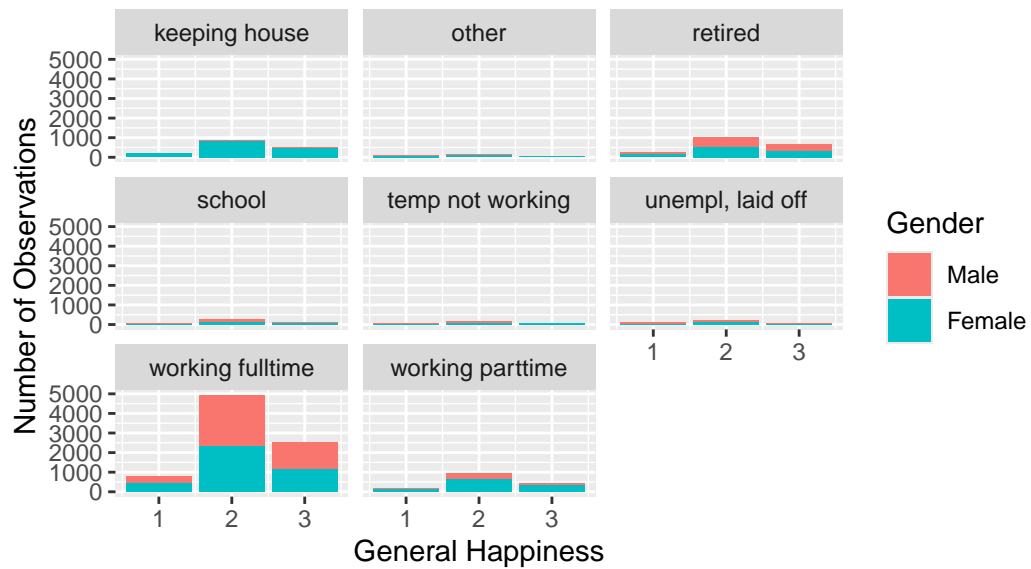 keeping house
other
retired
5000
4000
3000
2000
1000
0
school
temp not working
unempl, laid off
5000
4000
3000
2000
1000
0
1 2 3
working fulltime
working parttime
5000
4000
3000
2000
1000
0
1 2 3
1 2 3
General Happiness
Number of Observations
Gender
Male
Female